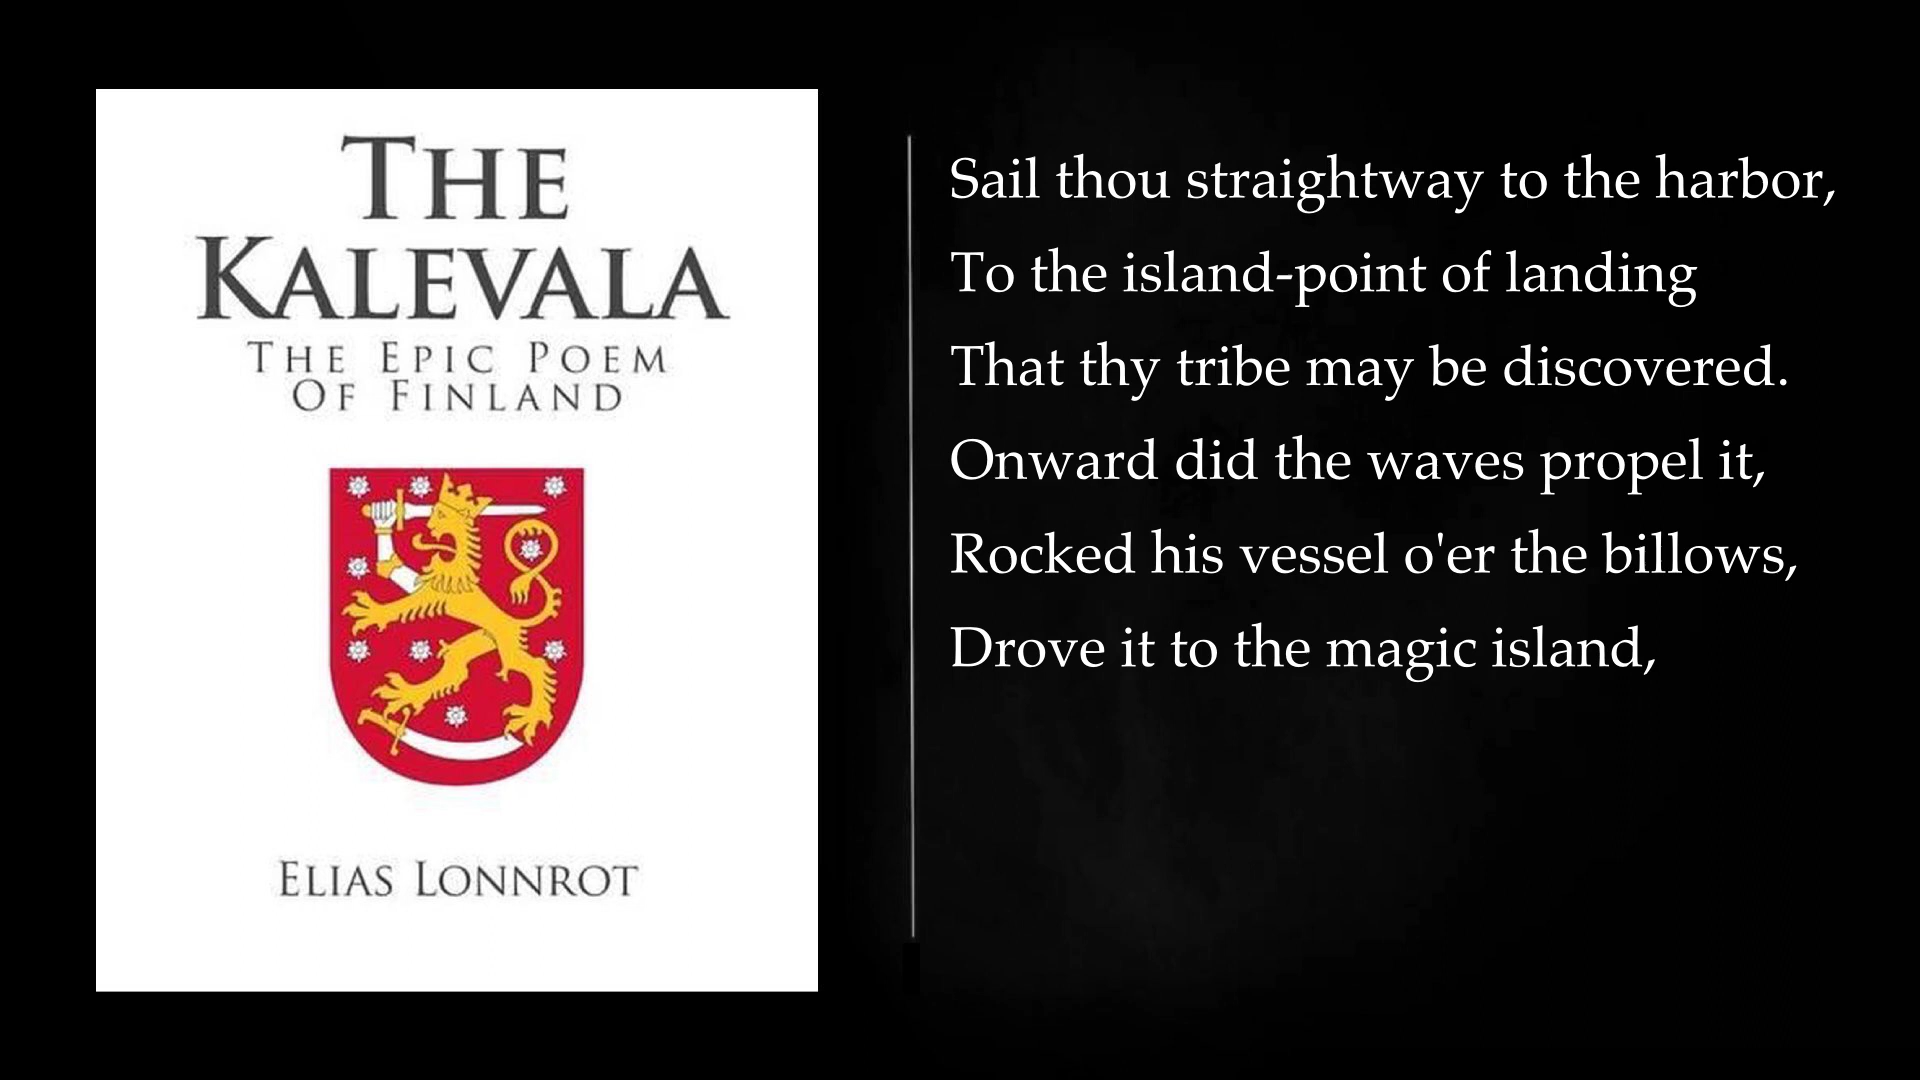 THE
KALEVALA
THE EPIC POEM
OF FINLAND
ELIAS LONNROT
Sail thou straightway to the harbor,
To the island-point of landing
That thy tribe may be discovered.
Onward did the waves propel it,
Rocked his vessel o'er the billows,
Drove it to the magic island,